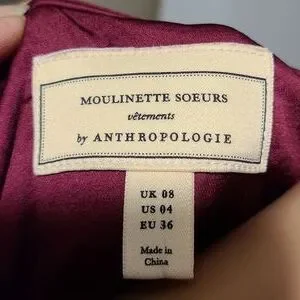 MOULINETTE SOEURS
vêtements
by ANTHROPOLOGIE
UK 08
US 04
EU 36
Made in
China